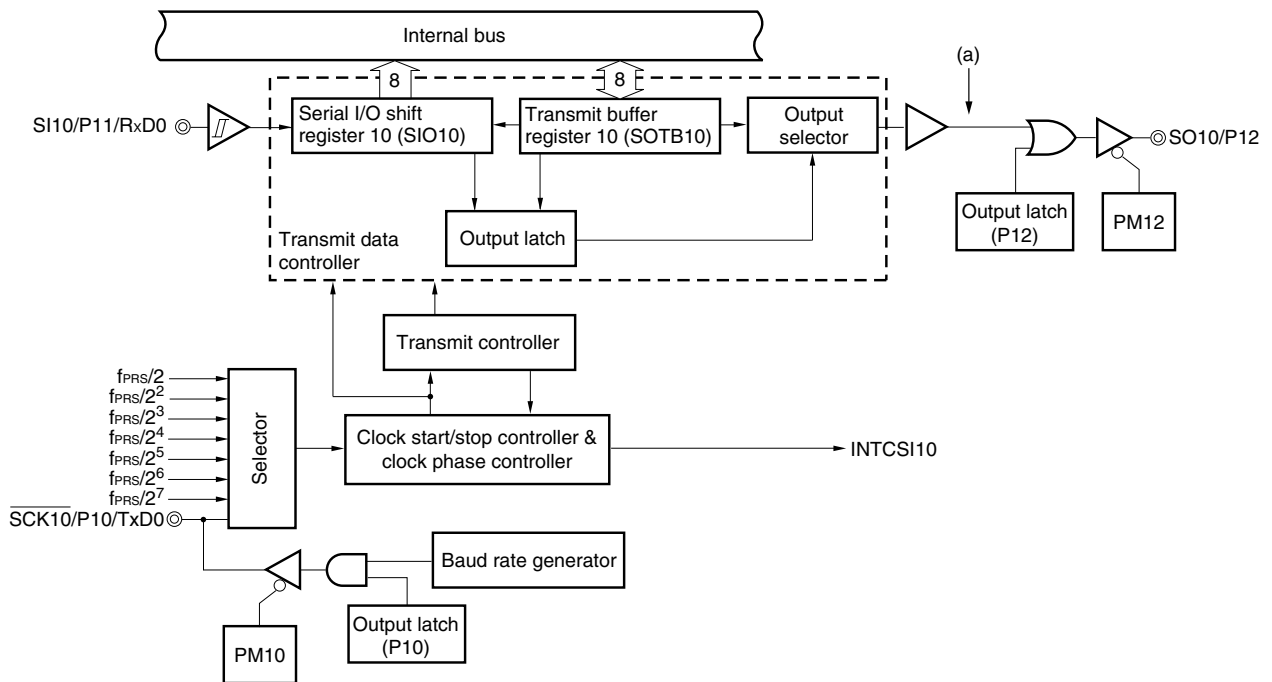 Internal bus
(a)
8
8
SI10/P11/RxD0
Serial I/O shift
register 10 (SIO10)
Transmit buffer
register 10 (SOTB10)
Output
selector
SO10/P12
Output latch
Output latch
(P12)
PM12
Transmit data
controller
Transmit controller
fPRS/2
fPRS/2²
fPRS/2³
fPRS/2⁴
fPRS/2⁵
fPRS/2⁶
fPRS/2⁷
SCK10/P10/TxD0
Selector
Clock start/stop controller &
clock phase controller
INTCSI10
Baud rate generator
Output latch
(P10)
PM10